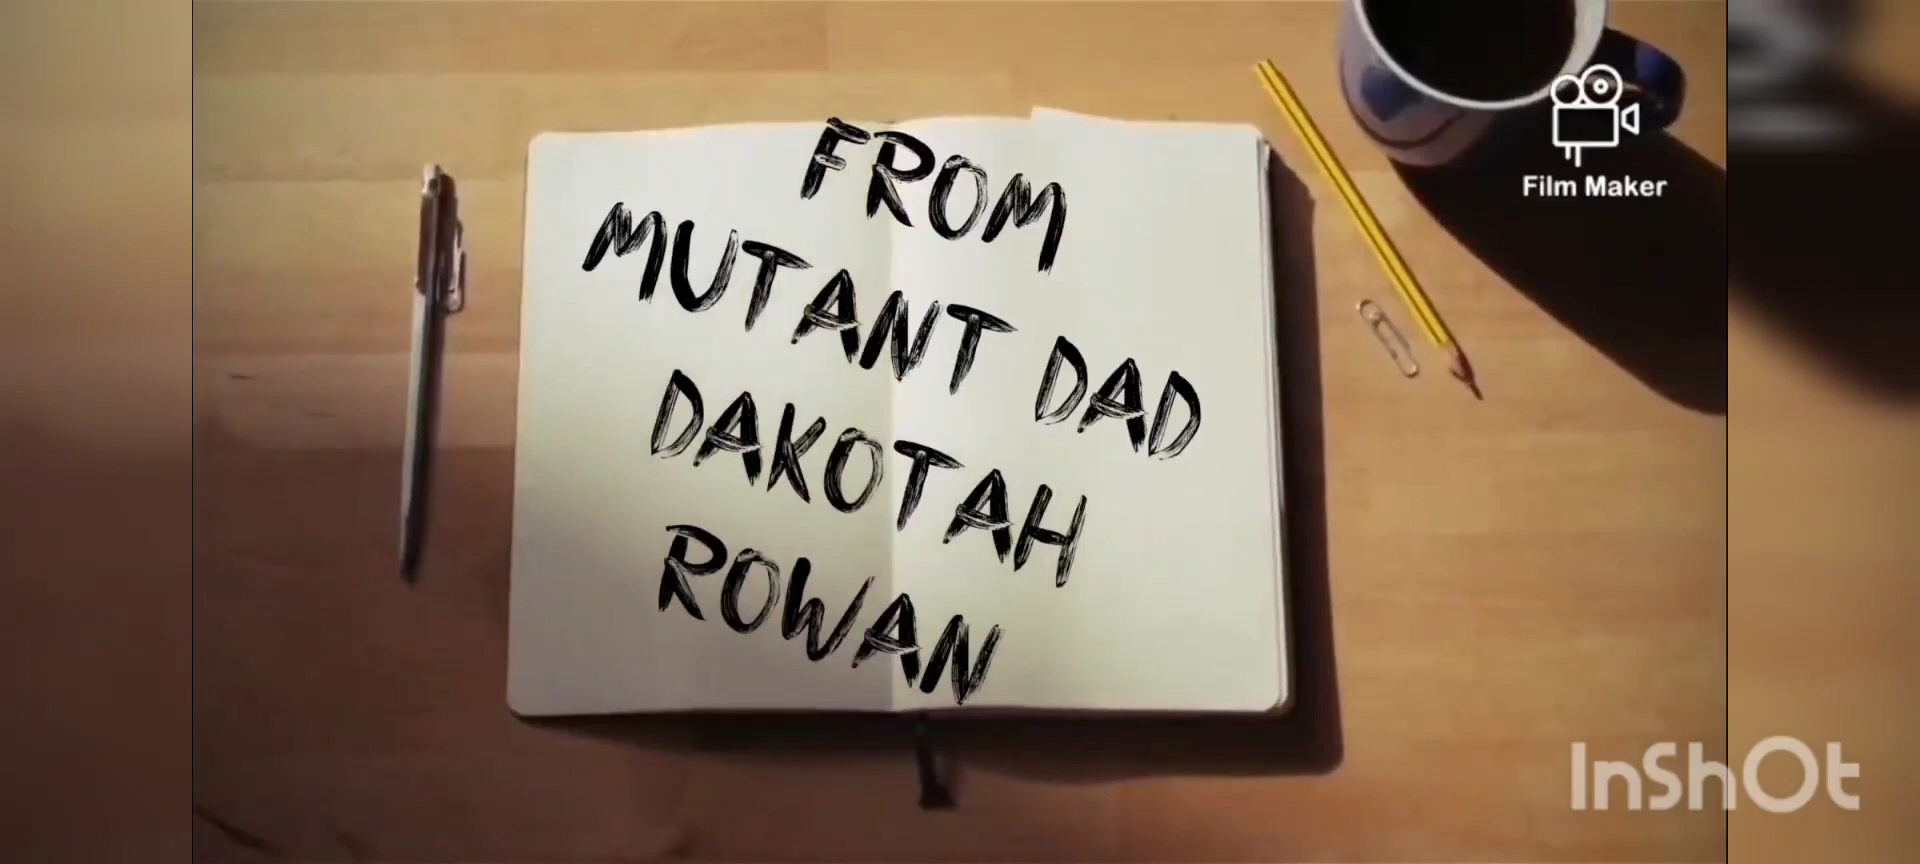 FROM
MUTANT DAD
DAKOTAH
ROWAN
Film Maker
InShOt